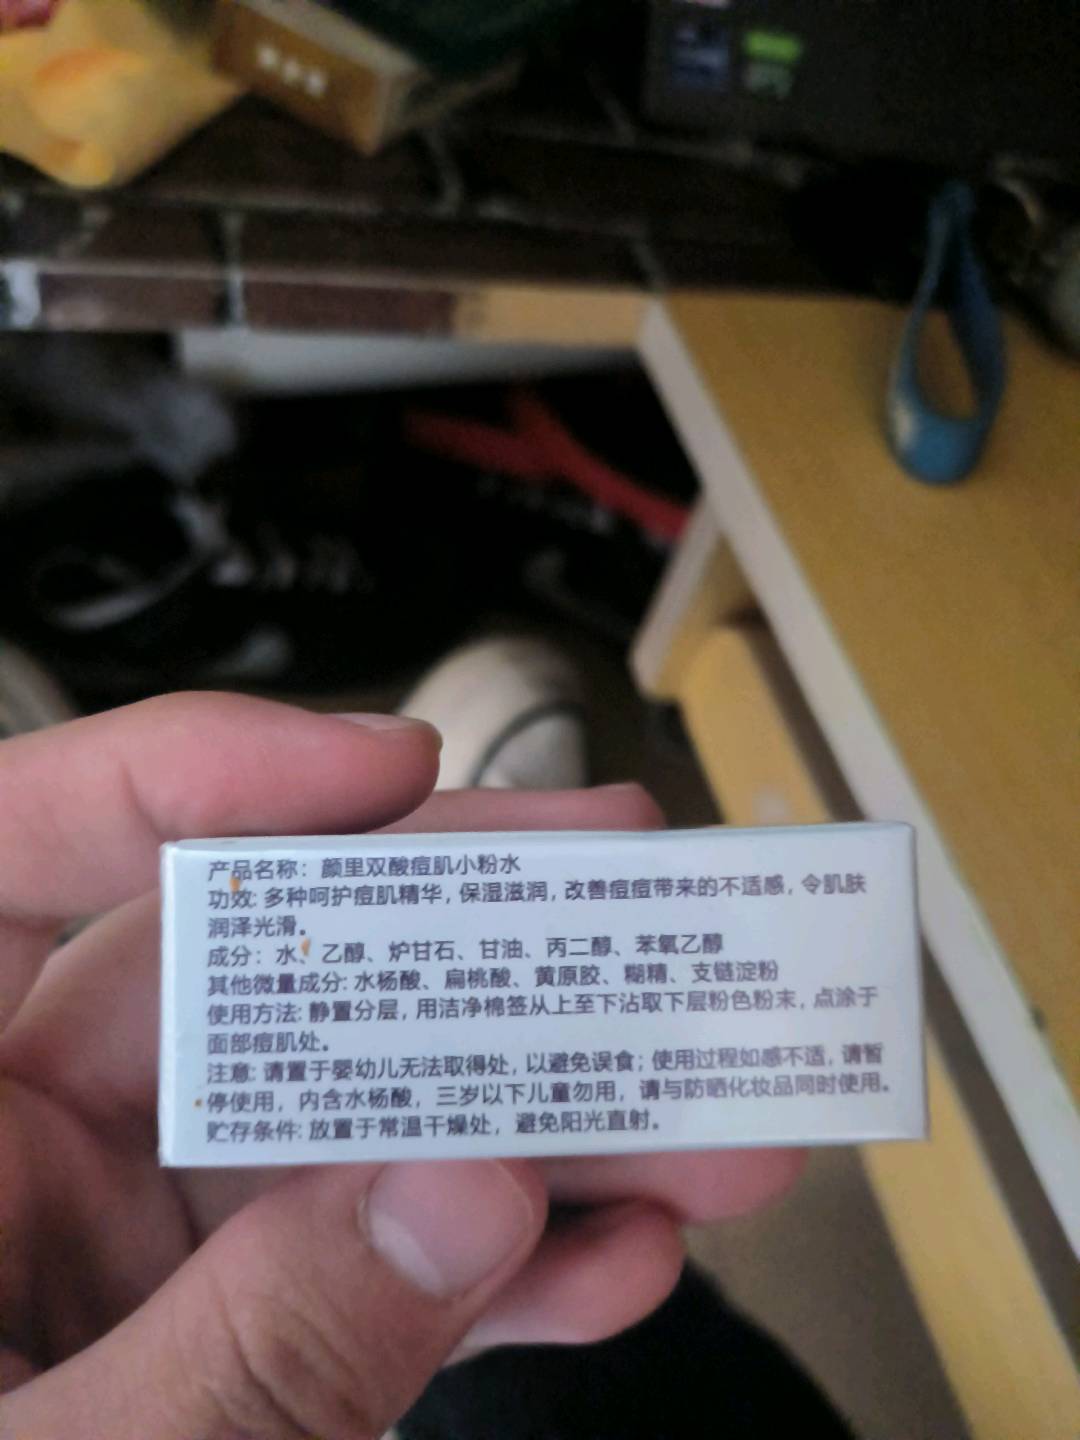 产品名称：颜里双酸痘肌小粉水
功效: 多种呵护痘肌精华，保湿滋润，改善痘痘带来的不适感，令肌肤
润泽光滑。
成分：水、乙醇、炉甘石、甘油、丙二醇、苯氧乙醇
其他微量成分: 水杨酸、扁桃酸、黄原胶、糊精、支链淀粉
使用方法: 静置分层，用洁净棉签从上至下沾取下层粉色粉末，点涂于
面部痘肌处。
注意: 请置于婴幼儿无法取得处，以避免误食；使用过程如感不适，请暂
停使用，内含水杨酸，三岁以下儿童勿用，请与防晒化妆品同时使用。
贮存条件: 放置于常温干燥处，避免阳光直射。